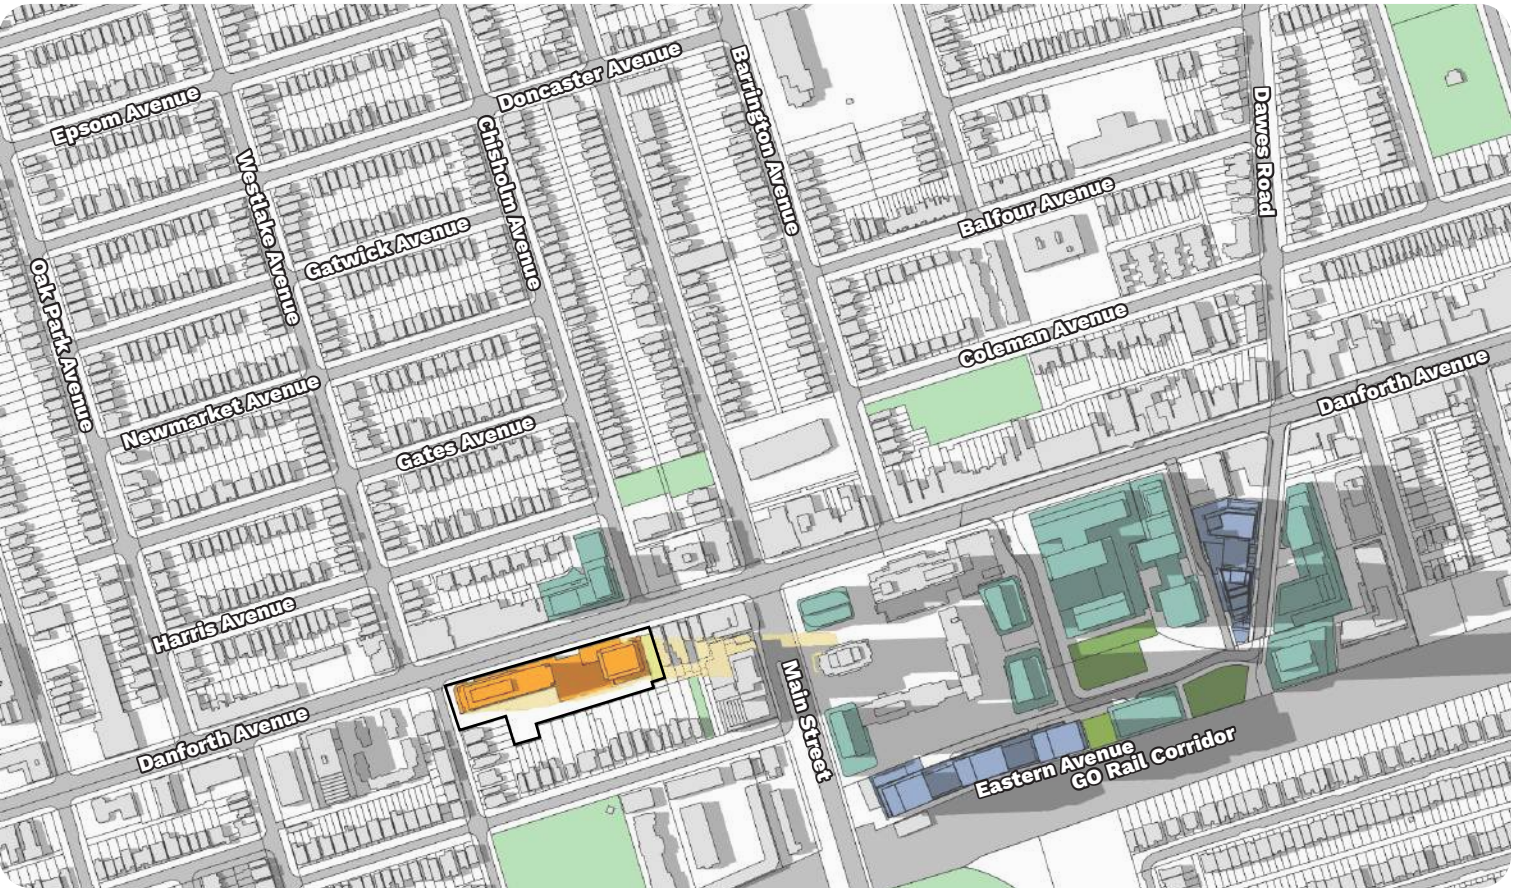 Doncaster Avenue
Barrington Avenue
Epsom Avenue
Dawes Road
Chisholm Avenue
Westlake Avenue
Balfour Avenue
Gatwick Avenue
Oak Park Avenue
Coleman Avenue
Danforth Avenue
Newmarket Avenue
Gates Avenue
Harris Avenue
Main Street
Danforth Avenue
Eastern Avenue
GO Rail Corridor